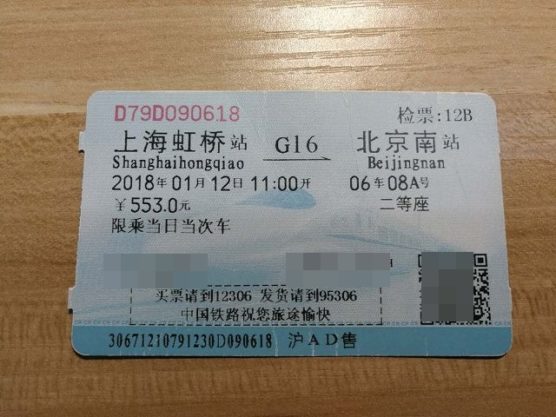 D79D090618 检票:12B
上海虹桥站 G16 北京南站
Shanghaihongqiao Beijingnan
2018年01月12日11:00开 06车08A号
￥553.0元 二等座
限乘当日当次车
买票请到12306 发货请到95306
中国铁路祝您旅途愉快
30671210791230D090618 沪AD售